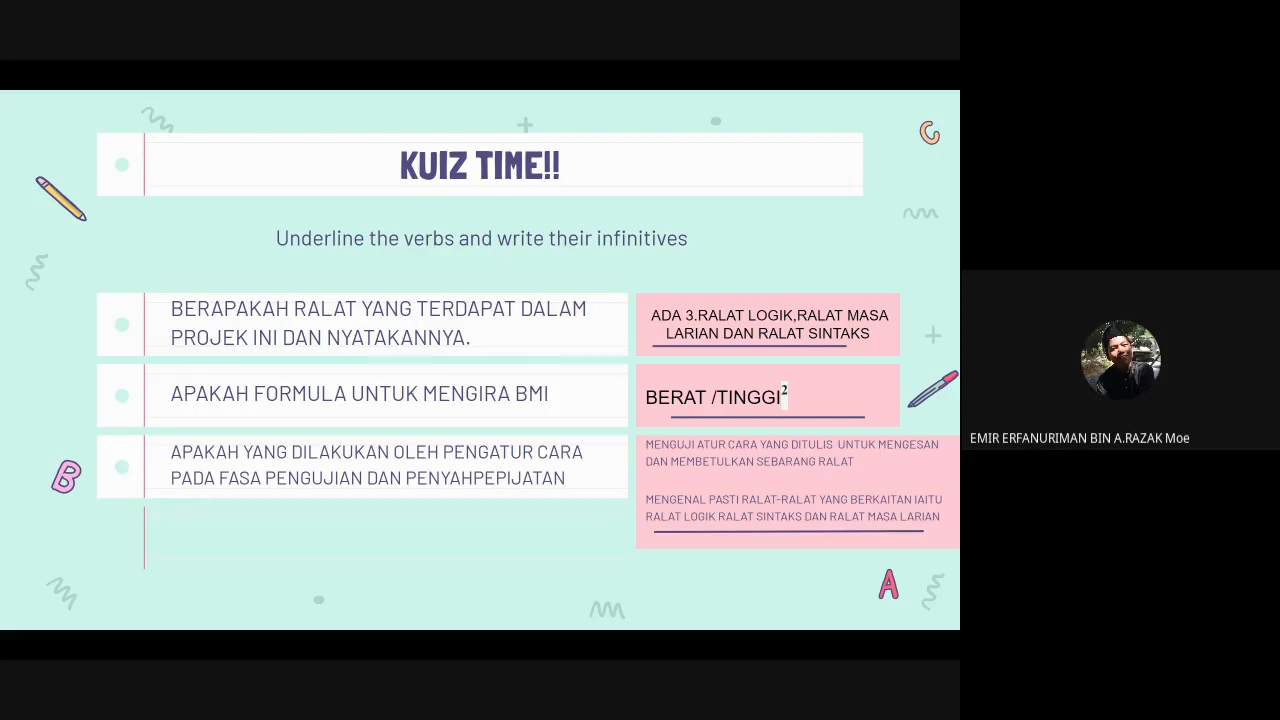 KUIZ TIME!!
Underline the verbs and write their infinitives
BERAPAKAH RALAT YANG TERDAPAT DALAM
PROJEK INI DAN NYATAKANNYA.
ADA 3.RALAT LOGIK,RALAT MASA
LARIAN DAN RALAT SINTAKS
APAKAH FORMULA UNTUK MENGIRA BMI
BERAT /TINGGI²
APAKAH YANG DILAKUKAN OLEH PENGATUR CARA
PADA FASA PENGUJIAN DAN PENYAHPEPIJATAN
MENGUJI ATUR CARA YANG DITULIS UNTUK MENGESAN
DAN MEMBETULKAN SEBARANG RALAT
MENGENAL PASTI RALAT-RALAT YANG BERKAITAN IAITU
RALAT LOGIK RALAT SINTAKS DAN RALAT MASA LARIAN
B
A
EMIR ERFANURIMAN BIN A.RAZAK Moe